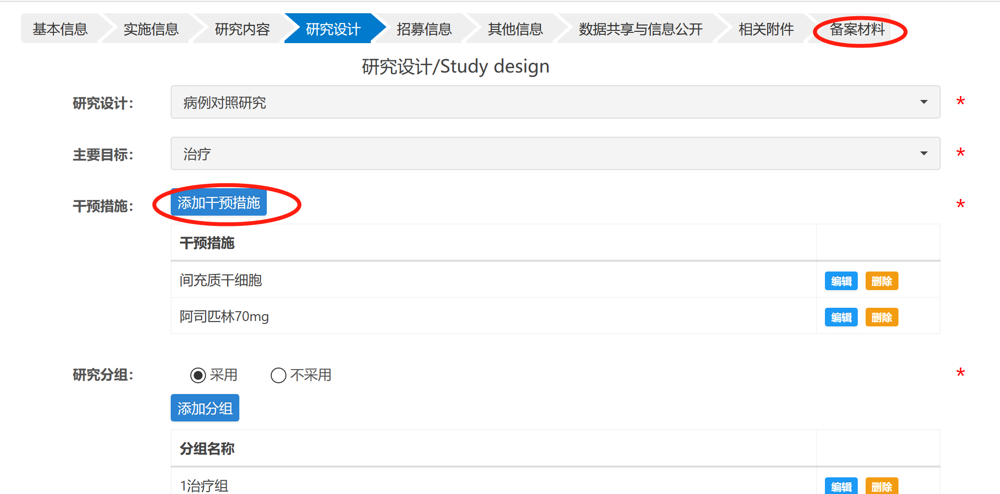 基本信息 实施信息 研究内容 研究设计 招募信息 其他信息 数据共享与信息公开 相关附件 备案材料
研究设计/Study design
研究设计： 病例对照研究 *
主要目标： 治疗 *
干预措施： 添加干预措施 *
干预措施
间充质干细胞 编辑 删除
阿司匹林70mg 编辑 删除
研究分组： 采用 不采用 *
添加分组
分组名称
1治疗组 编辑 删除